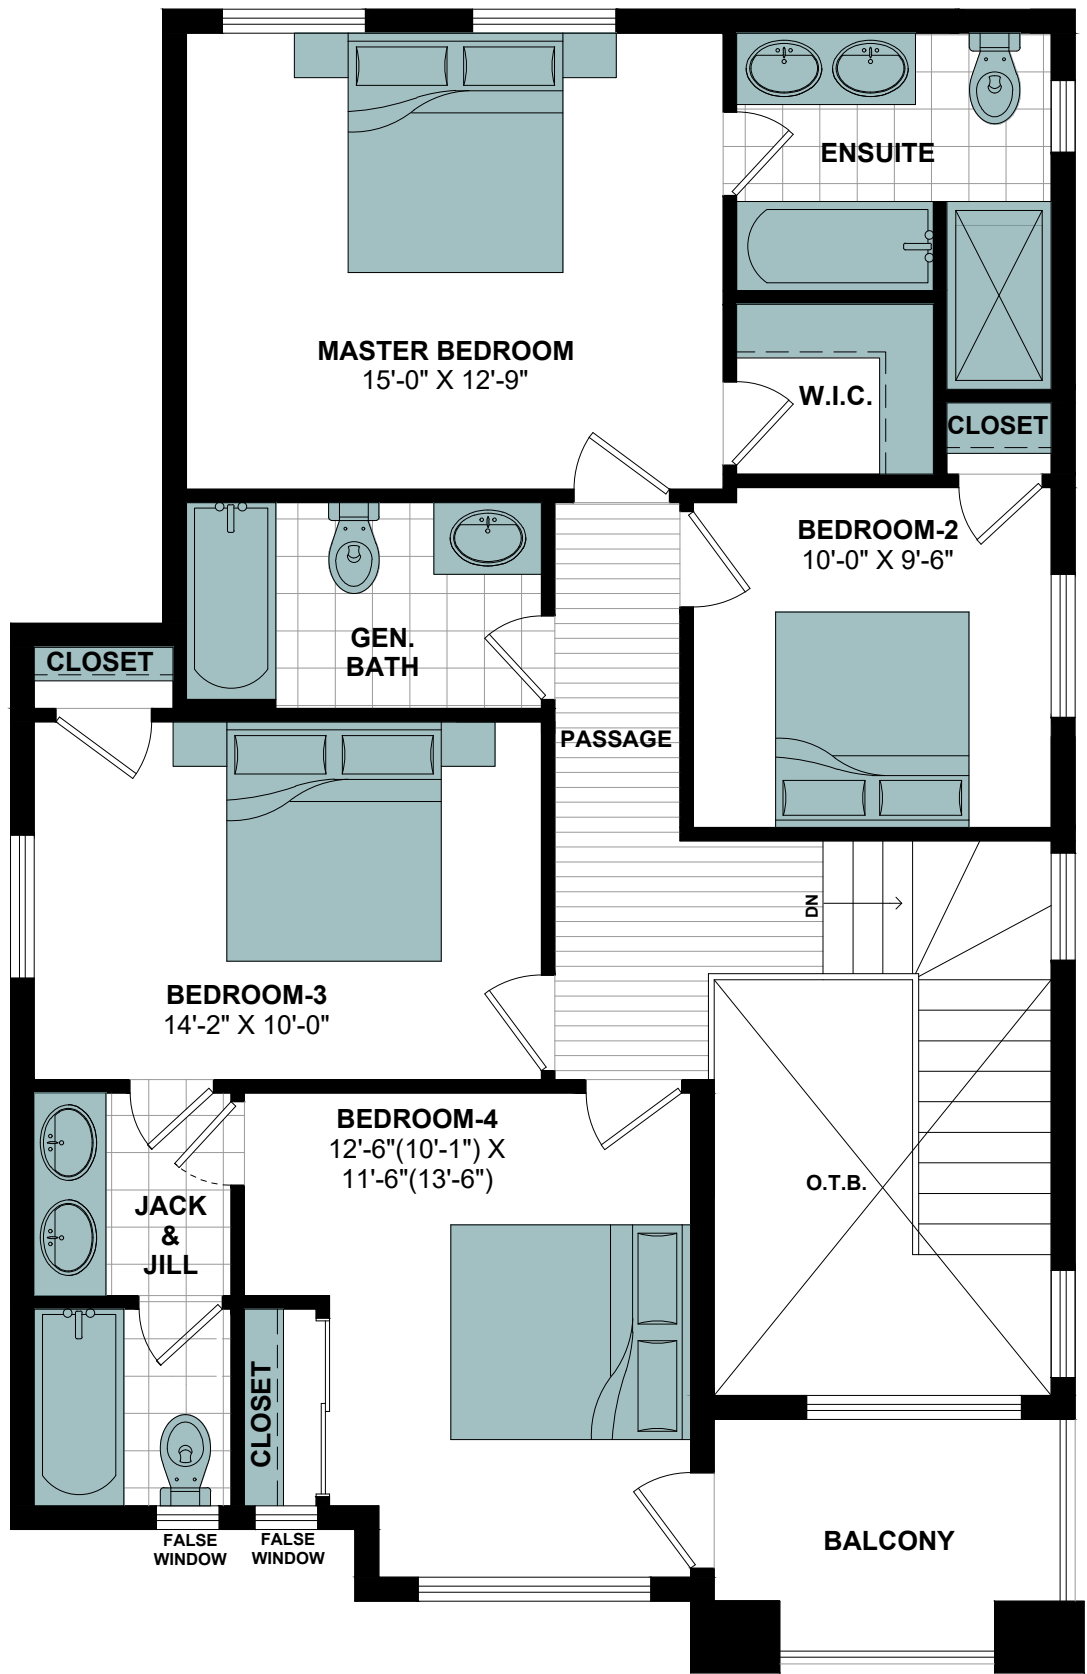 ENSUITE
MASTER BEDROOM
15'-0" X 12'-9"
W.I.C.
CLOSET
BEDROOM-2
10'-0" X 9'-6"
GEN.
BATH
CLOSET
PASSAGE
DN
BEDROOM-3
14'-2" X 10'-0"
BEDROOM-4
12'-6"(10'-1") X
11'-6"(13'-6")
O.T.B.
JACK
&
JILL
CLOSET
BALCONY
FALSE
WINDOW
FALSE
WINDOW